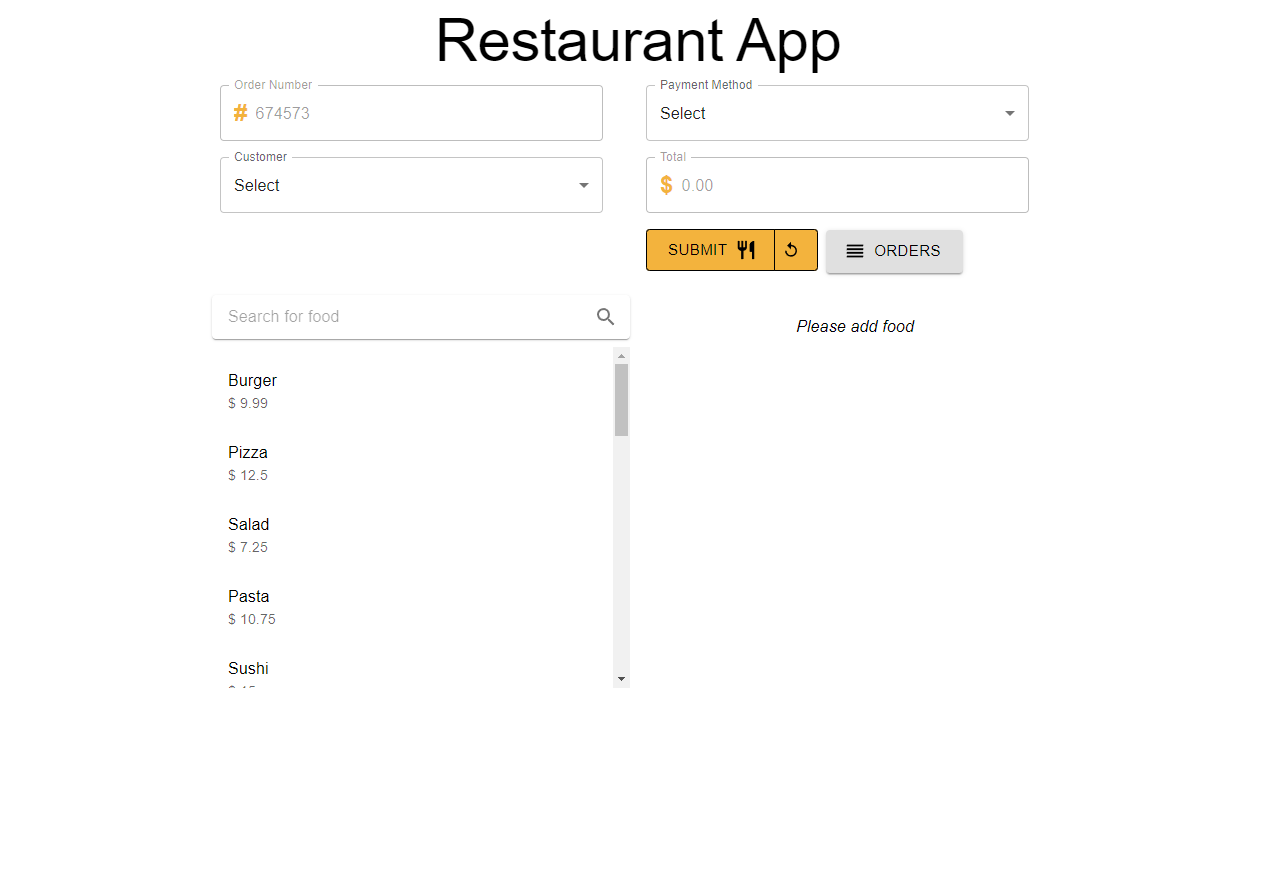 Restaurant App
Order Number
# 674573
Payment Method
Select
Customer
Select
Total
$ 0.00
SUBMIT
ORDERS
Search for food
Please add food
Burger
$ 9.99
Pizza
$ 12.5
Salad
$ 7.25
Pasta
$ 10.75
Sushi